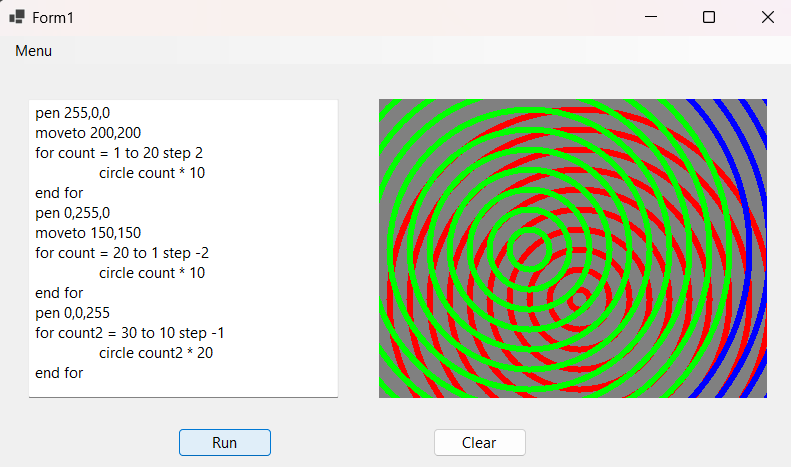 Form1
Menu
pen 255,0,0
moveto 200,200
for count = 1 to 20 step 2
circle count * 10
end for
pen 0,255,0
moveto 150,150
for count = 20 to 1 step -2
circle count * 10
end for
pen 0,0,255
for count2 = 30 to 10 step -1
circle count2 * 20
end for
Run
Clear